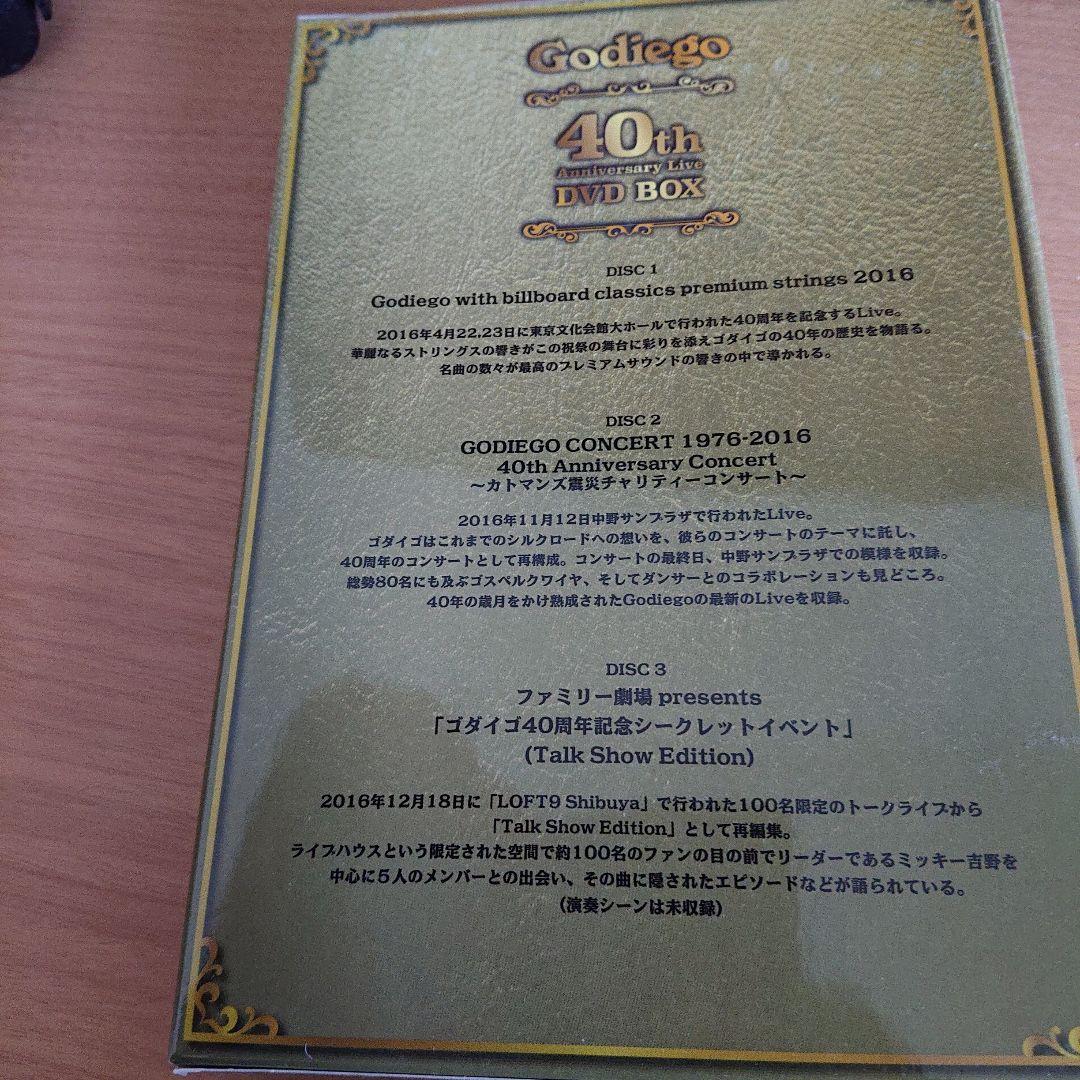 Godiego
40th
Anniversary Live
DVD BOX
DISC 1
Godiego with billboard classics premium strings 2016
2016年4月22,23日に東京文化会館大ホールで行われた40周年を記念するLive。
華麗なるストリングスの響きがこの祝祭の舞台に彩りを添えゴダイゴの40年の歴史を物語る。
名曲の数々が最高のプレミアムサウンドの響きの中で導かれる。
DISC 2
GODIEGO CONCERT 1976-2016
40th Anniversary Concert
～カトマンズ震災チャリティーコンサート～
2016年11月12日中野サンプラザで行われたLive。
ゴダイゴはこれまでのシルクロードへの想いを、彼らのコンサートのテーマに託し、
40周年のコンサートとして再構成。コンサートの最終日、中野サンプラザでの模様を収録。
総勢80名にも及ぶゴスペルクワイヤ、そしてダンサーとのコラボレーションも見どころ。
40年の歳月をかけ熟成されたGodiegoの最新のLiveを収録。
DISC 3
ファミリー劇場 presents
「ゴダイゴ40周年記念シークレットイベント」
(Talk Show Edition)
2016年12月18日に「LOFT9 Shibuya」で行われた100名限定のトークライブから
「Talk Show Edition」として再編集。
ライブハウスという限定された空間で約100名のファンの目の前でリーダーであるミッキー吉野を
中心に5人のメンバーとの出会い、その曲に隠されたエピソードなどが語られている。
(演奏シーンは未収録)